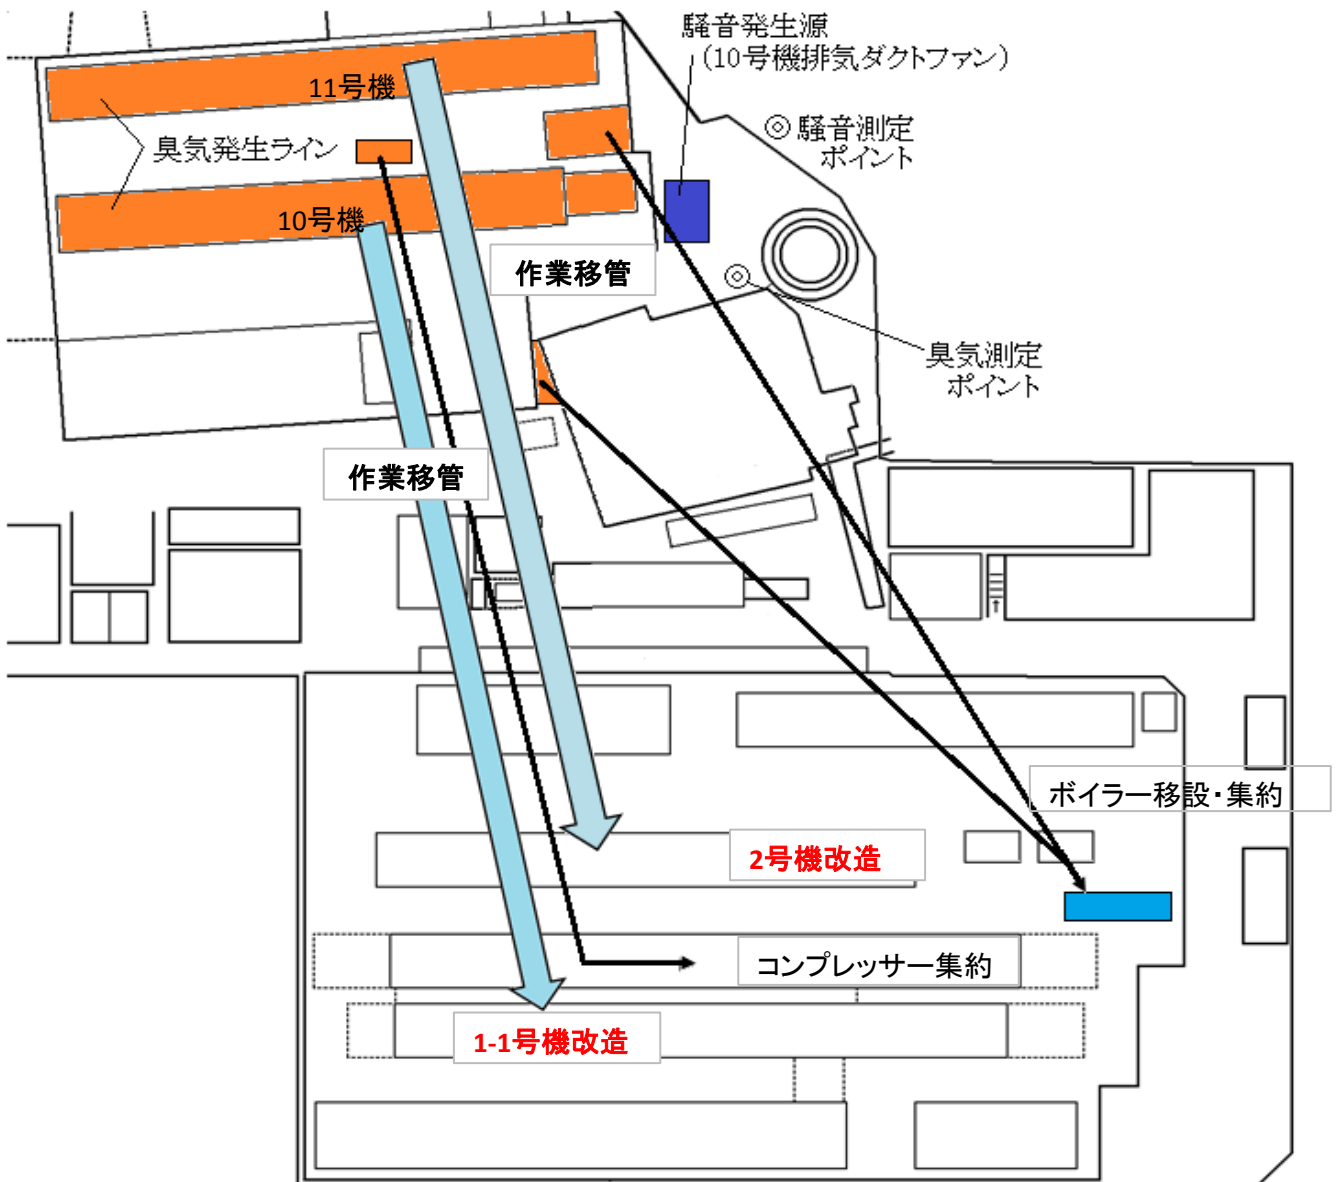 騒音発生源
(10号機排気ダクトファン)
11号機
騒音測定
ポイント
臭気発生ライン
10号機
作業移管
臭気測定
ポイント
作業移管
ボイラー移設・集約
2号機改造
コンプレッサー集約
1-1号機改造